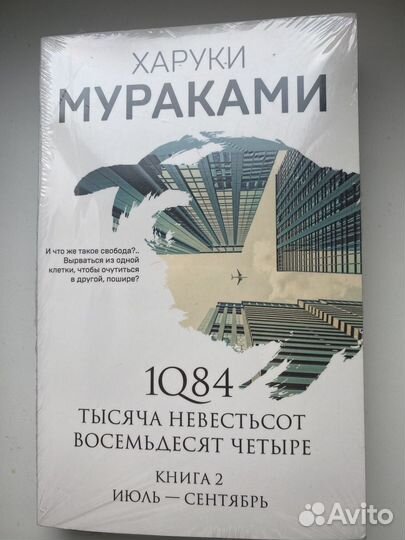 ХАРУКИ
МУРАКАМИ
И что же такое свобода?..
Вырваться из одной
клетки, чтобы очутиться
в другой, пошире?
1Q84
ТЫСЯЧА НЕВЕСТЬСОТ
ВОСЕМЬДЕСЯТ ЧЕТЫРЕ
КНИГА 2
ИЮЛЬ — СЕНТЯБРЬ
Avito